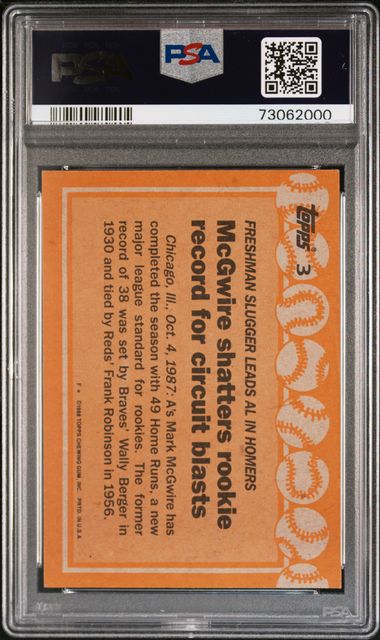 PSA
PSA
73062000
topps 3
FRESHMAN SLUGGER LEADS AL IN HOMERS
McGwire shatters rookie
record for circuit blasts
Chicago, Ill., Oct. 4, 1987: A's Mark McGwire has
completed the season with 49 Home Runs, a new
major league standard for rookies. The former
record of 38 was set by Braves' Wally Berger in
1930 and tied by Reds' Frank Robinson in 1956.
F * ©1988 TOPPS CHEWING GUM, INC. PRTD. IN U.S.A.
PSA